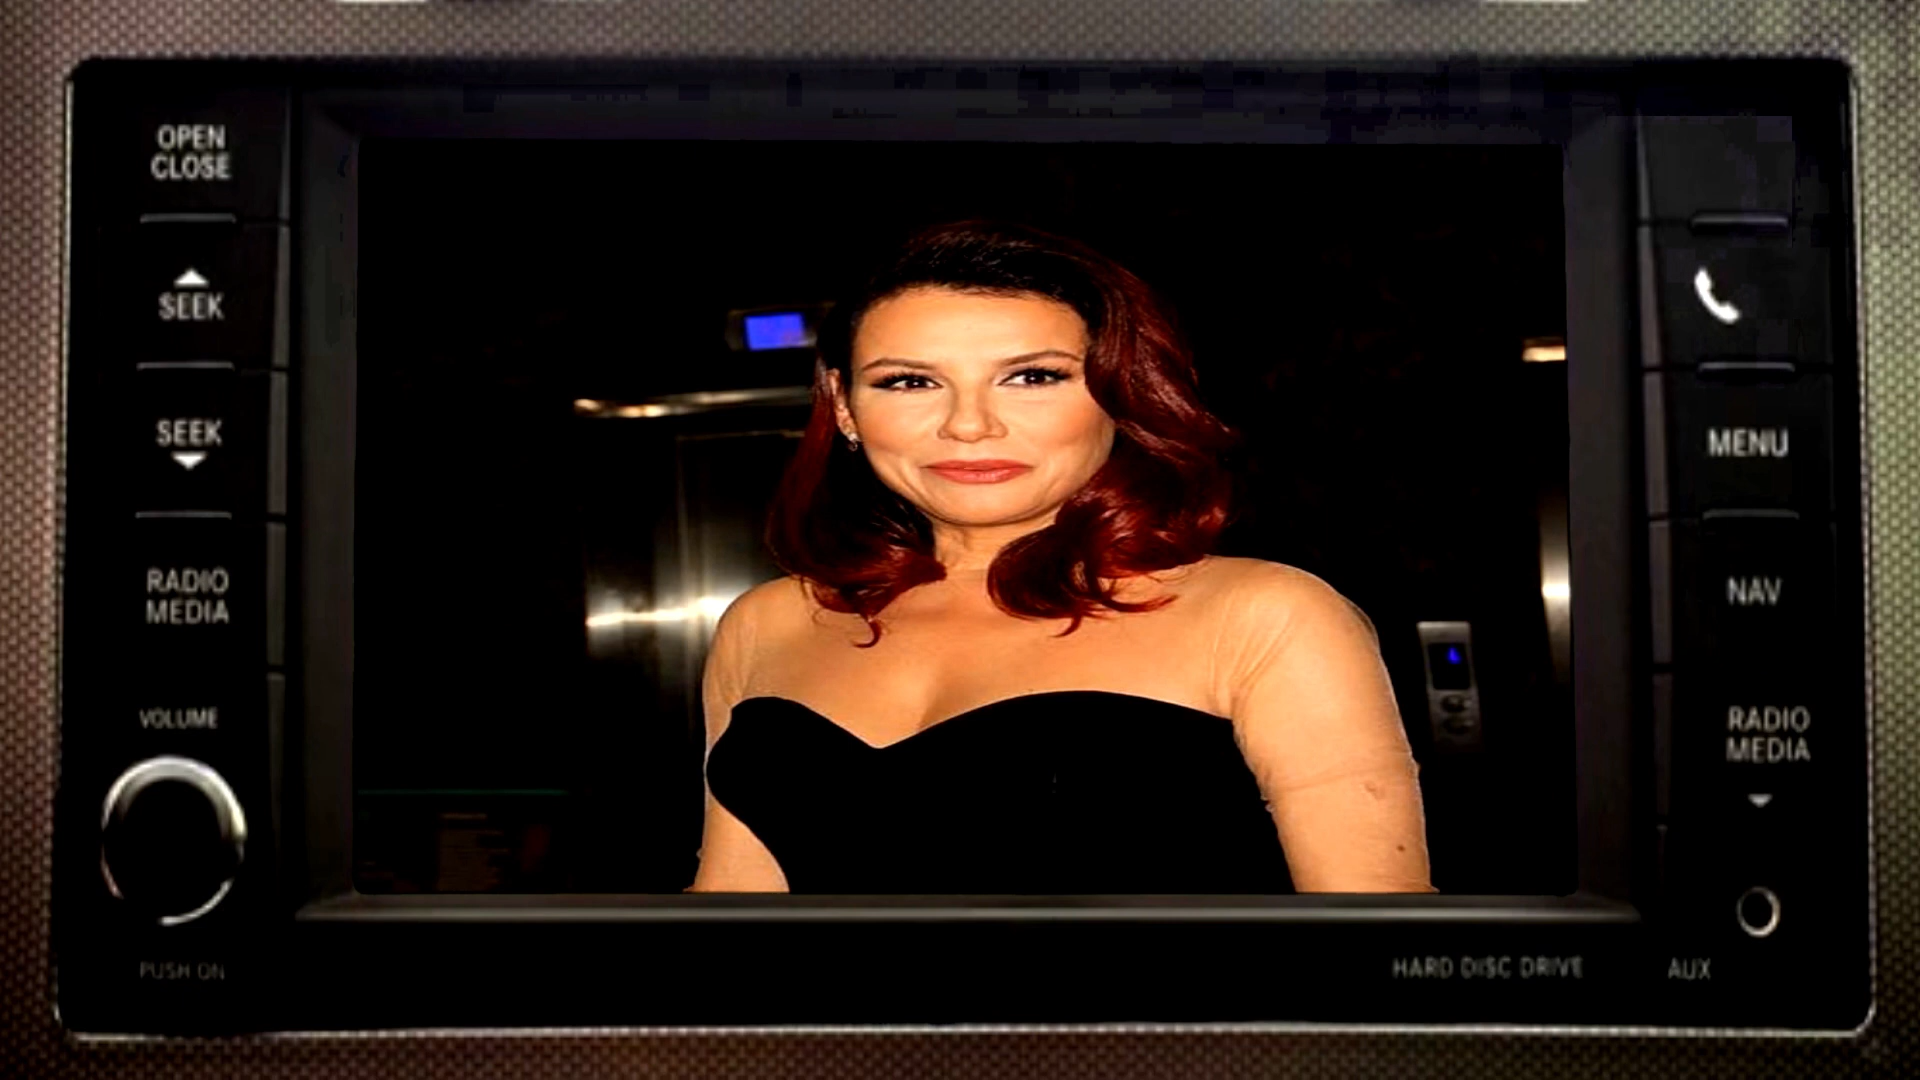 OPEN
CLOSE
SEEK
SEEK
RADIO
MEDIA
VOLUME
PUSH ON
MENU
NAV
RADIO
MEDIA
HARD DISC DRIVE
AUX